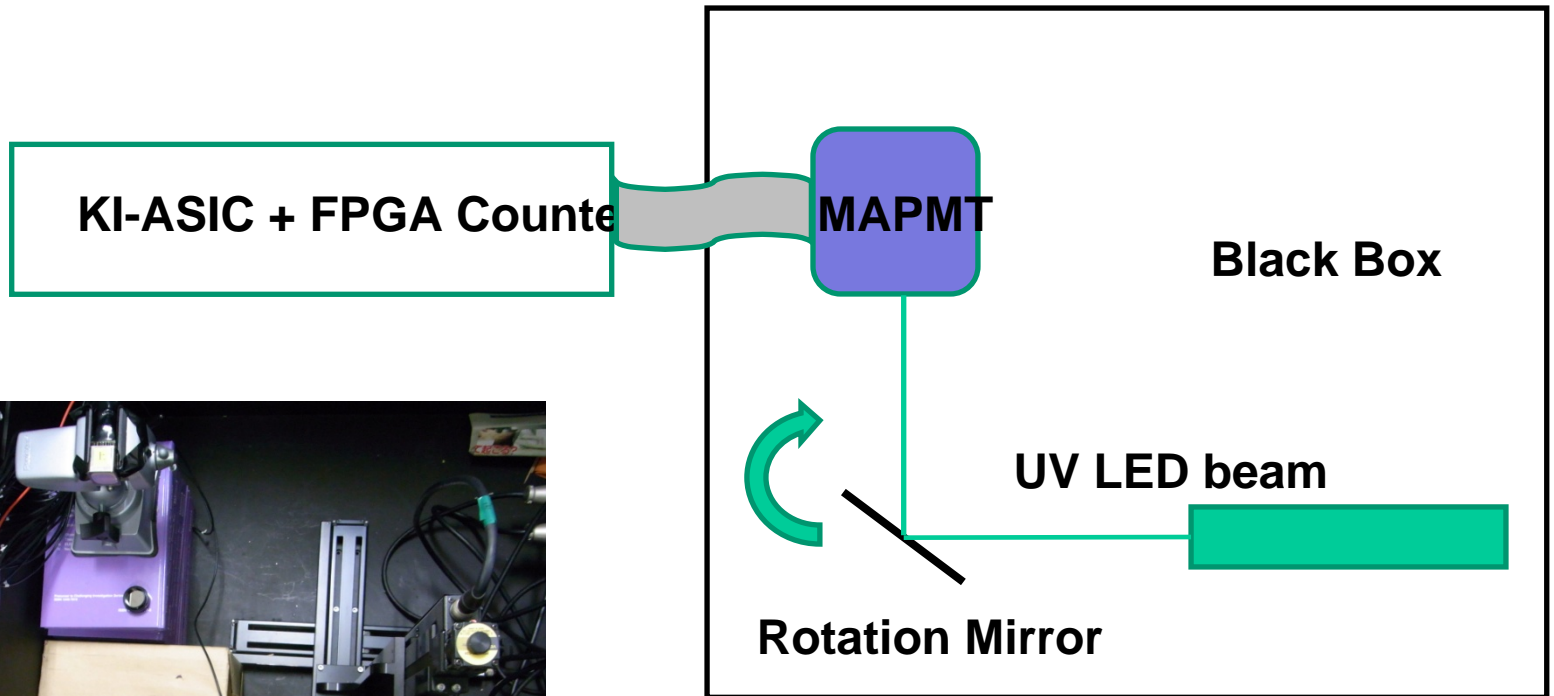 KI-ASIC + FPGA Counte
MAPMT
Black Box
UV LED beam
Rotation Mirror